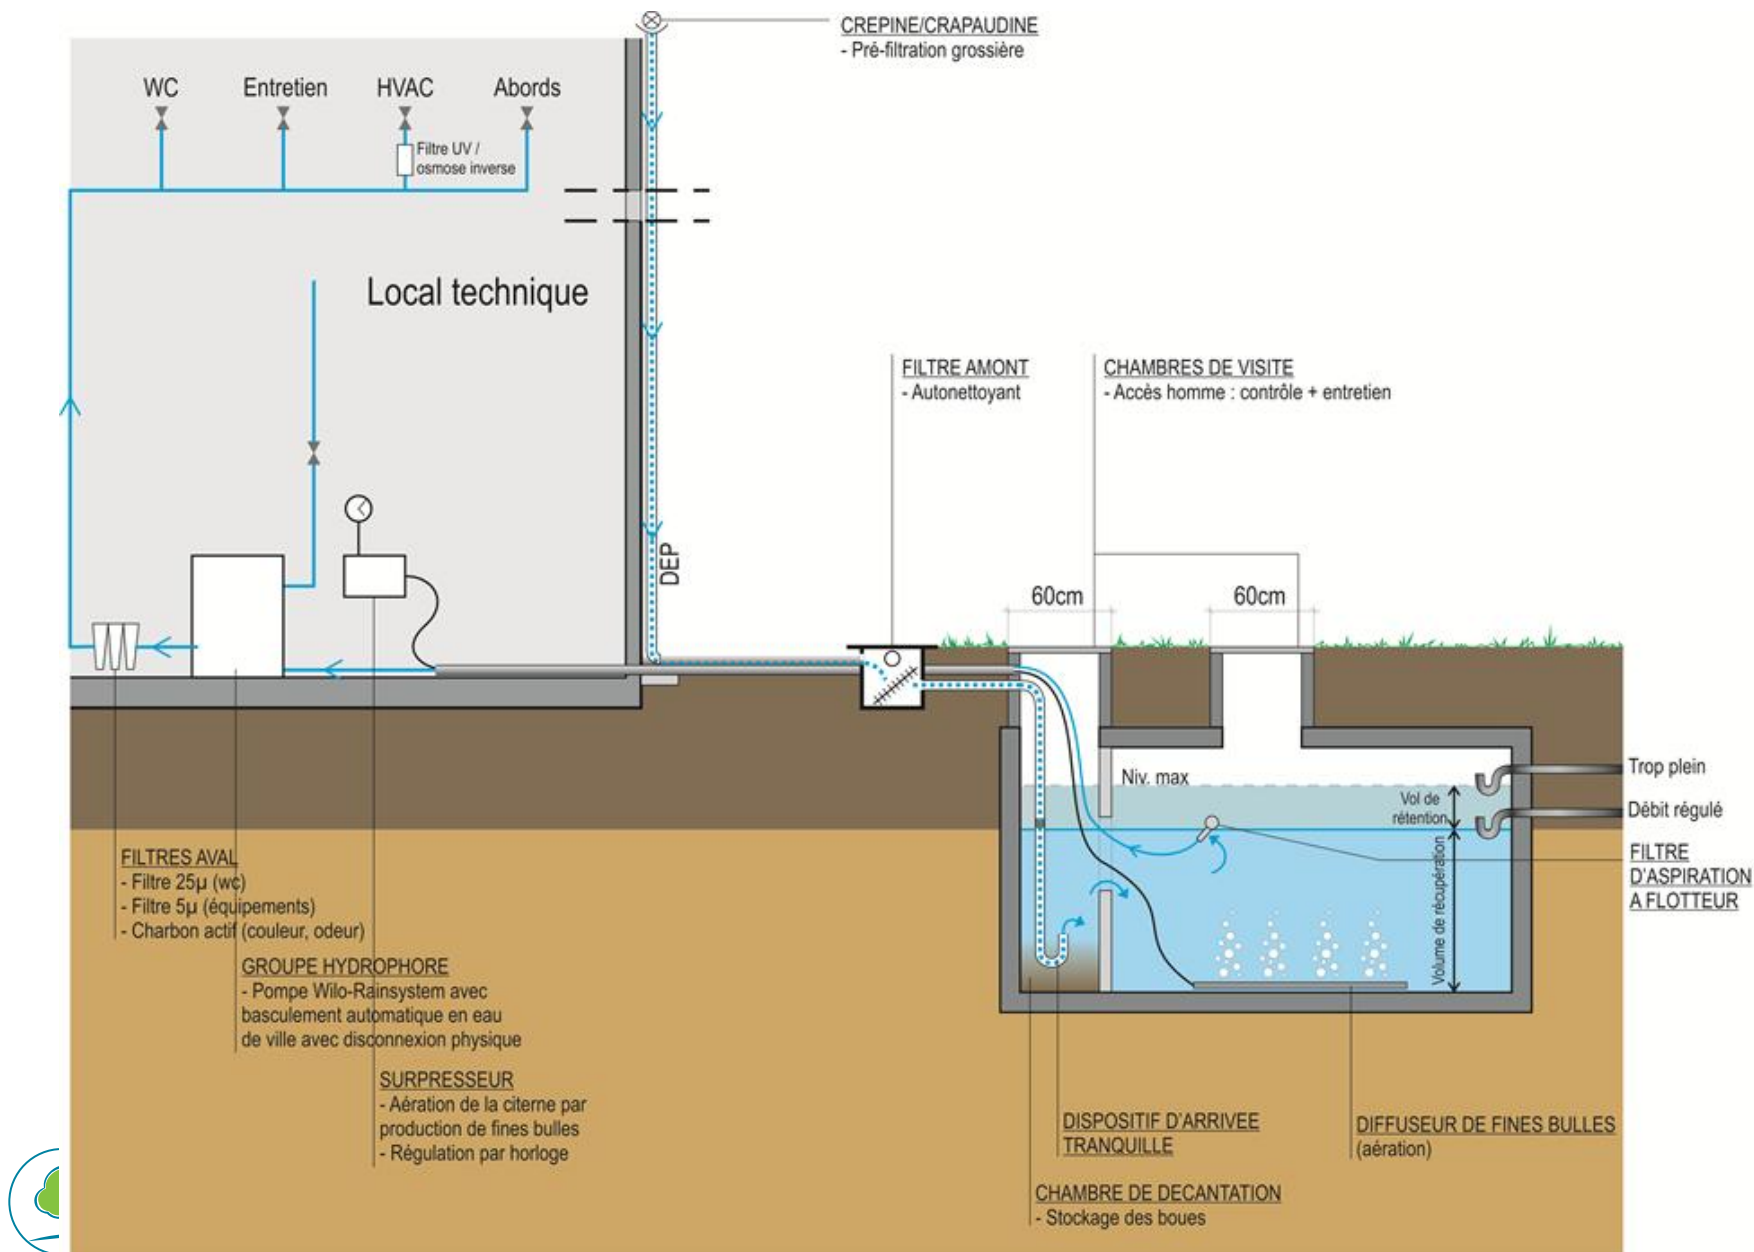 CREPINE/CRAPAUDINE
- Pré-filtration grossière
WC
Entretien
HVAC
Abords
Filtre UV /
osmose inverse
Local technique
DEP
FILTRE AMONT
- Autonettoyant
CHAMBRES DE VISITE
- Accès homme : contrôle + entretien
60cm
60cm
Niv. max
Vol de
rétention
Volume de récupération
Trop plein
Débit régulé
FILTRE
D'ASPIRATION
A FLOTTEUR
FILTRES AVAL
- Filtre 25µ (wc)
- Filtre 5µ (équipements)
- Charbon actif (couleur, odeur)
GROUPE HYDROPHORE
- Pompe Wilo-Rainsystem avec
basculement automatique en eau
de ville avec disconnexion physique
SURPRESSEUR
- Aération de la citerne par
production de fines bulles
- Régulation par horloge
DISPOSITIF D'ARRIVEE
TRANQUILLE
DIFFUSEUR DE FINES BULLES
(aération)
CHAMBRE DE DECANTATION
- Stockage des boues